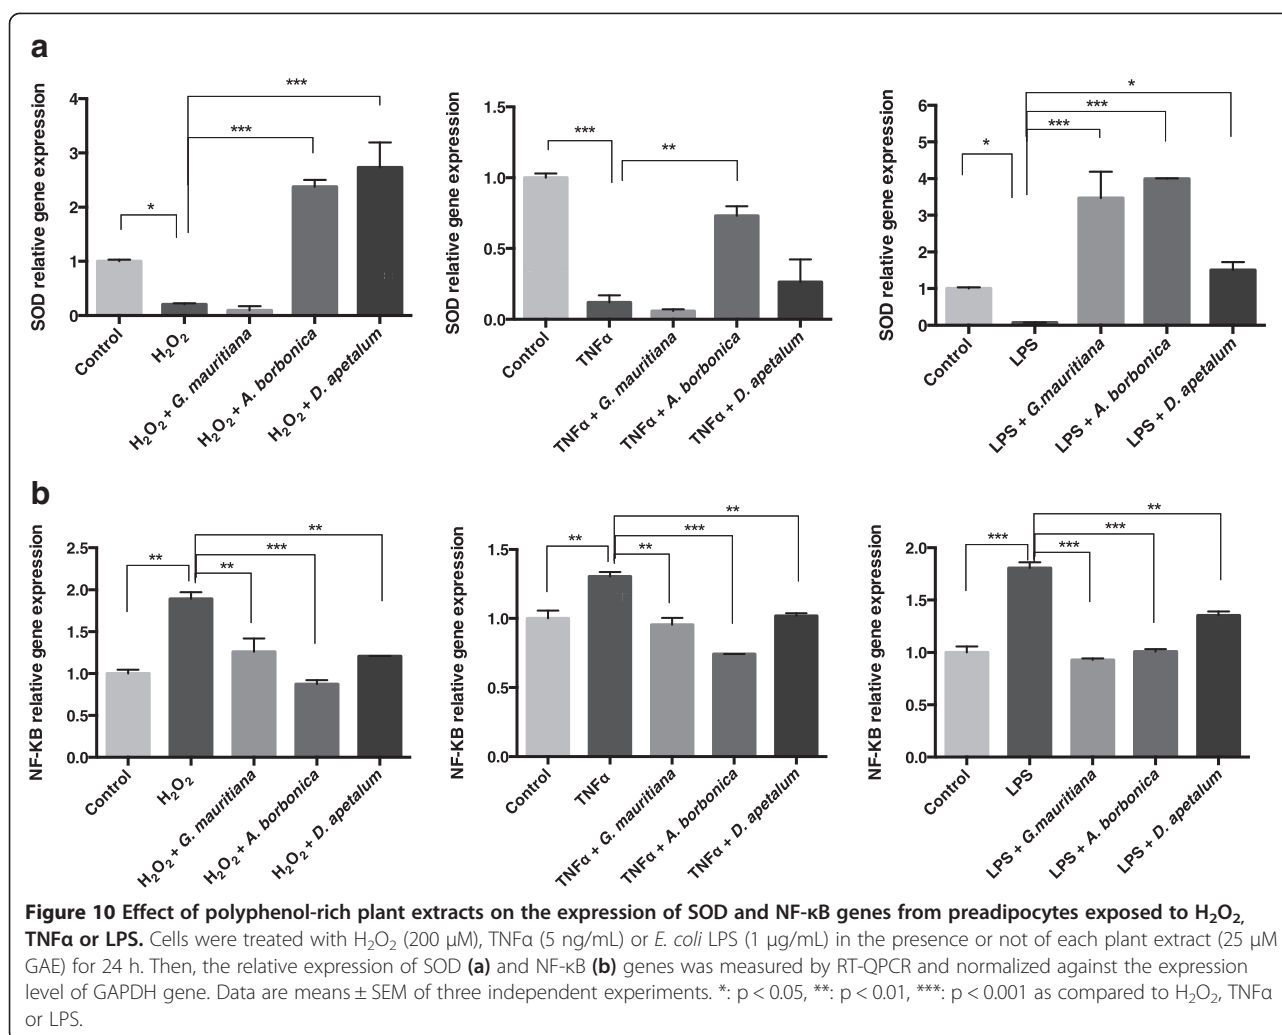 a
SOD relative gene expression
4
3
2
1
0
*
***
***
Control
H₂O₂
H₂O₂ + G. mauritiana
H₂O₂ + A. borbonica
H₂O₂ + D. apetalum
SOD relative gene expression
1.5
1.0
0.5
0.0
***
**
Control
TNFα
TNFα + G. mauritiana
TNFα + A. borbonica
TNFα + D. apetalum
SOD relative gene expression
6
5
4
3
2
1
0
*
***
***
*
Control
LPS
LPS + G.mauritiana
LPS + A. borbonica
LPS + D. apetalum
b
NF-KB relative gene expression
2.5
2.0
1.5
1.0
0.5
0.0
**
**
***
**
Control
H₂O₂
H₂O₂ + G. mauritiana
H₂O₂ + A. borbonica
H₂O₂ + D. apetalum
NF-KB relative gene expression
1.5
1.0
0.5
0.0
**
**
***
**
Control
TNFα
TNFα + G. mauritiana
TNFα + A. borbonica
TNFα + D. apetalum
NF-KB relative gene expression
2.0
1.5
1.0
0.5
0.0
***
***
***
**
Control
LPS
LPS + G.mauritiana
LPS + A. borbonica
LPS + D. apetalum
Figure 10 Effect of polyphenol-rich plant extracts on the expression of SOD and NF-κB genes from preadipocytes exposed to H₂O₂,
TNFα or LPS. Cells were treated with H₂O₂ (200 μM), TNFα (5 ng/mL) or E. coli LPS (1 μg/mL) in the presence or not of each plant extract (25 μM
GAE) for 24 h. Then, the relative expression of SOD (a) and NF-κB (b) genes was measured by RT-QPCR and normalized against the expression
level of GAPDH gene. Data are means ± SEM of three independent experiments. *: p < 0.05, **: p < 0.01, ***: p < 0.001 as compared to H₂O₂, TNFα
or LPS.